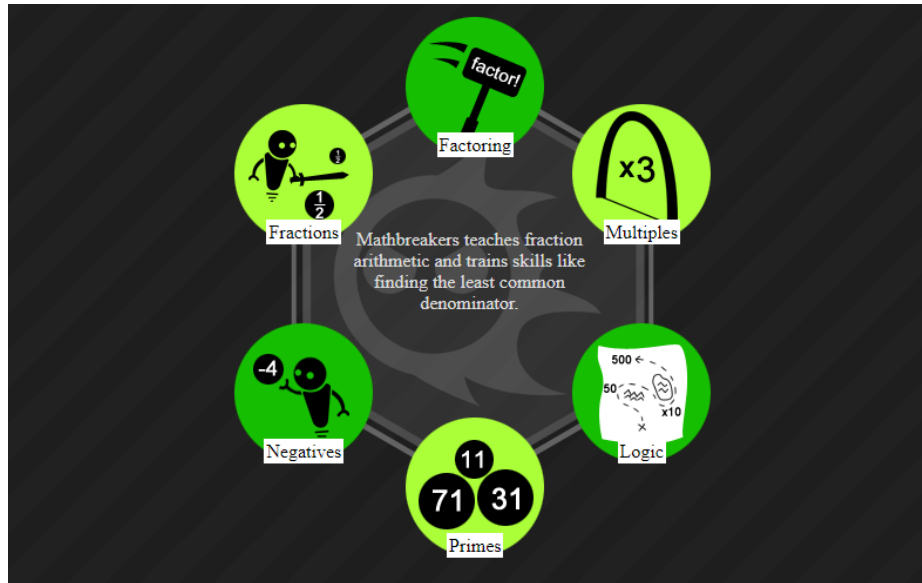 factor!
Factoring
1/2
1/2
Fractions
x3
Multiples
Mathbreakers teaches fraction
arithmetic and trains skills like
finding the least common
denominator.
-4
Negatives
500
50
x10
Logic
11
71
31
Primes